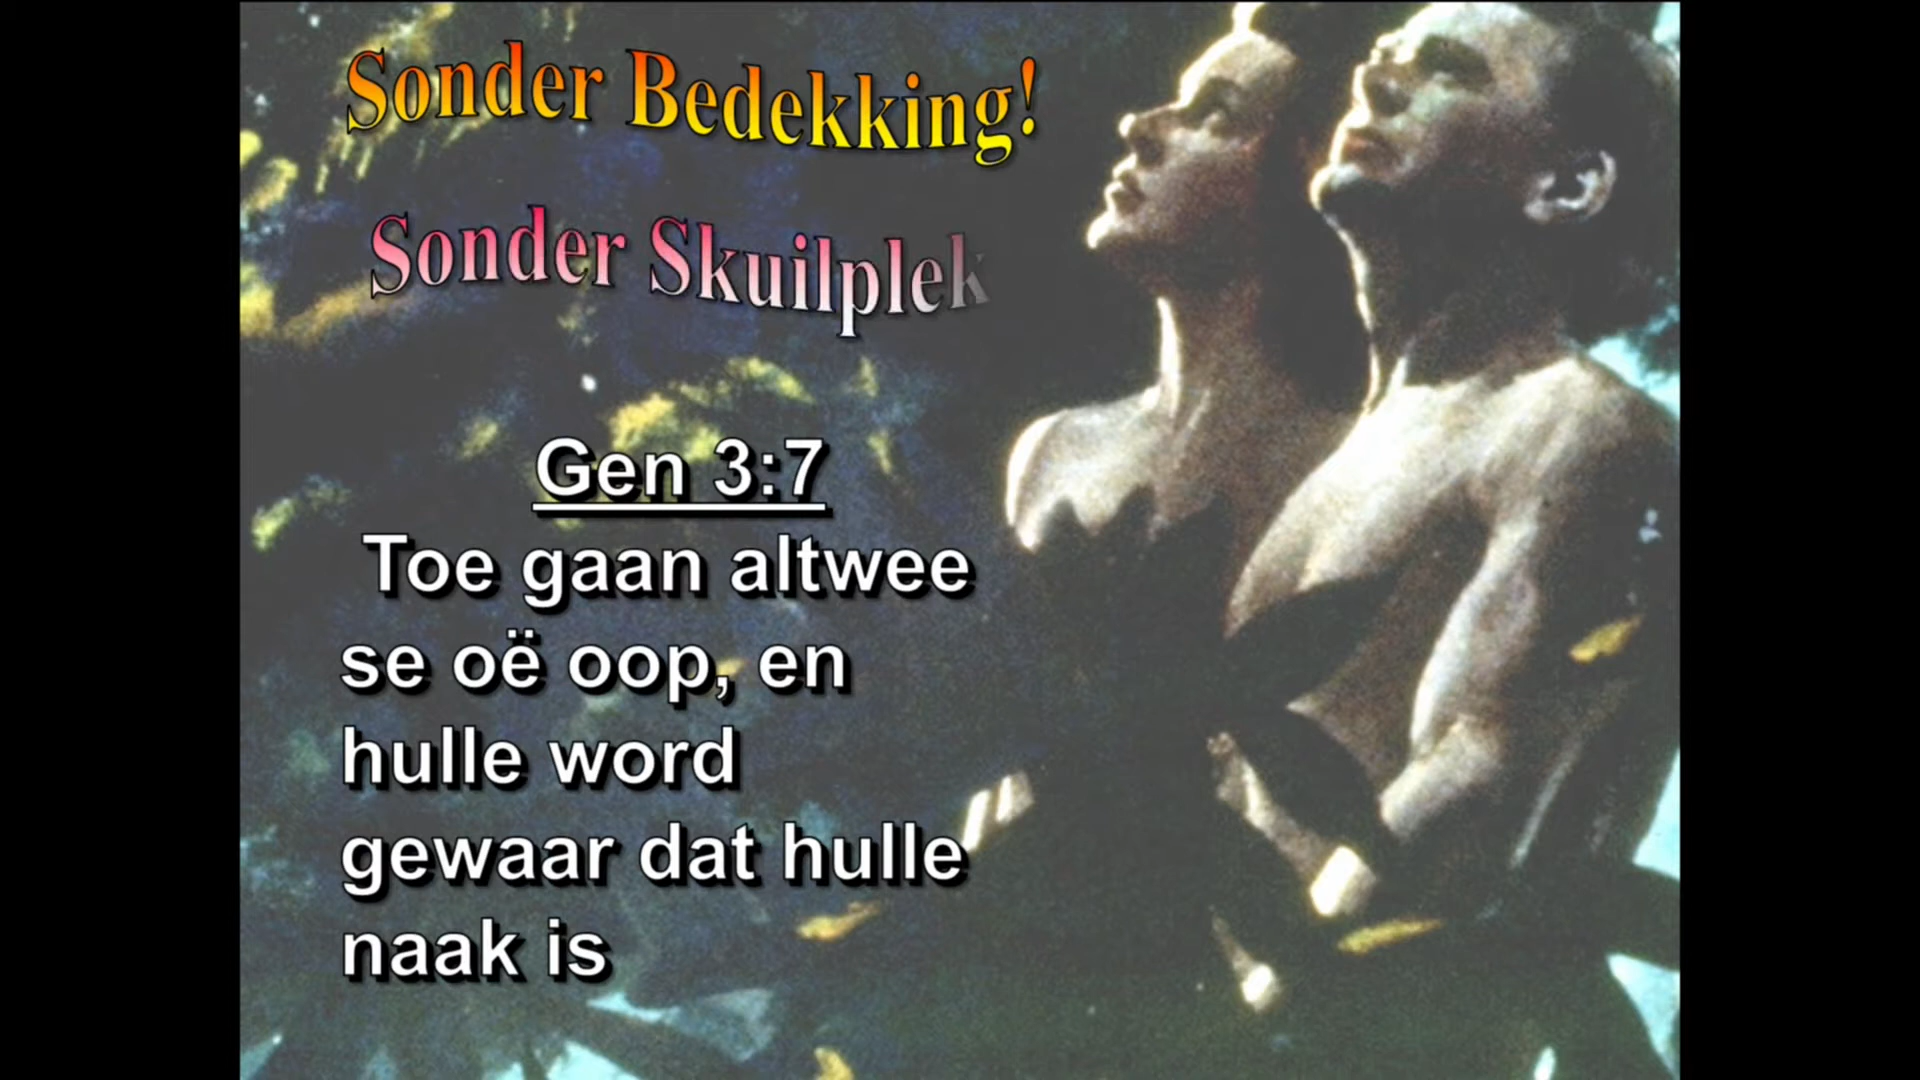 Sonder Bedekking!
Sonder Skuilplek
Gen 3:7
Toe gaan altwee
se oë oop, en
hulle word
gewaar dat hulle
naak is